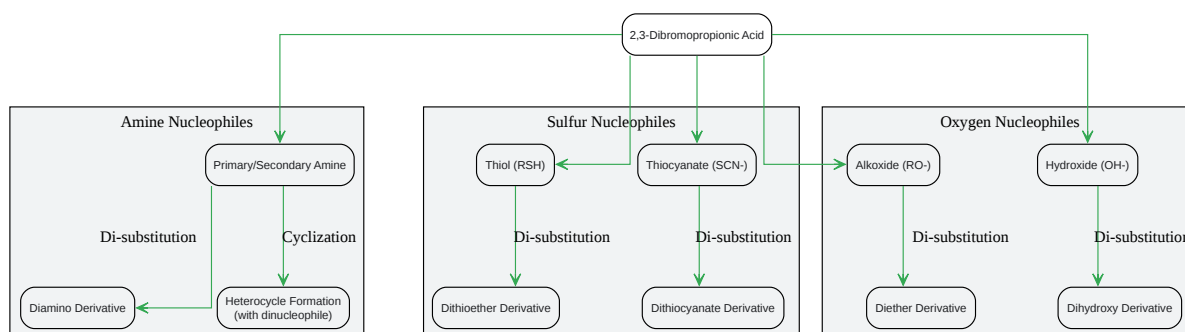 2,3-Dibromopropionic Acid
Amine Nucleophiles
Sulfur Nucleophiles
Oxygen Nucleophiles
Primary/Secondary Amine
Thiol (RSH)
Thiocyanate (SCN-)
Alkoxide (RO-)
Hydroxide (OH-)
Di-substitution
Cyclization
Di-substitution
Di-substitution
Di-substitution
Di-substitution
Diamino Derivative
Heterocycle Formation
(with dinucleophile)
Dithioether Derivative
Dithiocyanate Derivative
Diether Derivative
Dihydroxy Derivative